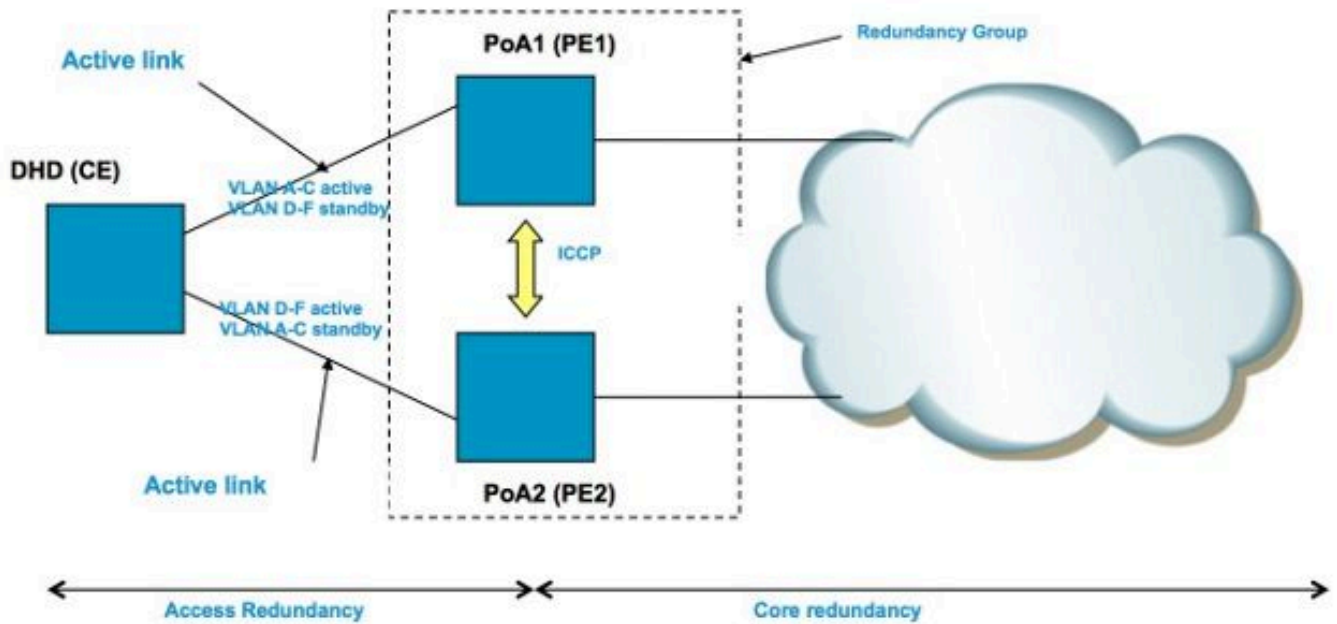 PoA1 (PE1)
Redundancy Group
Active link
DHD (CE)
VLAN A-C active
VLAN D-F standby
ICCP
VLAN D-F active
VLAN A-C standby
Active link
PoA2 (PE2)
Access Redundancy
Core redundancy